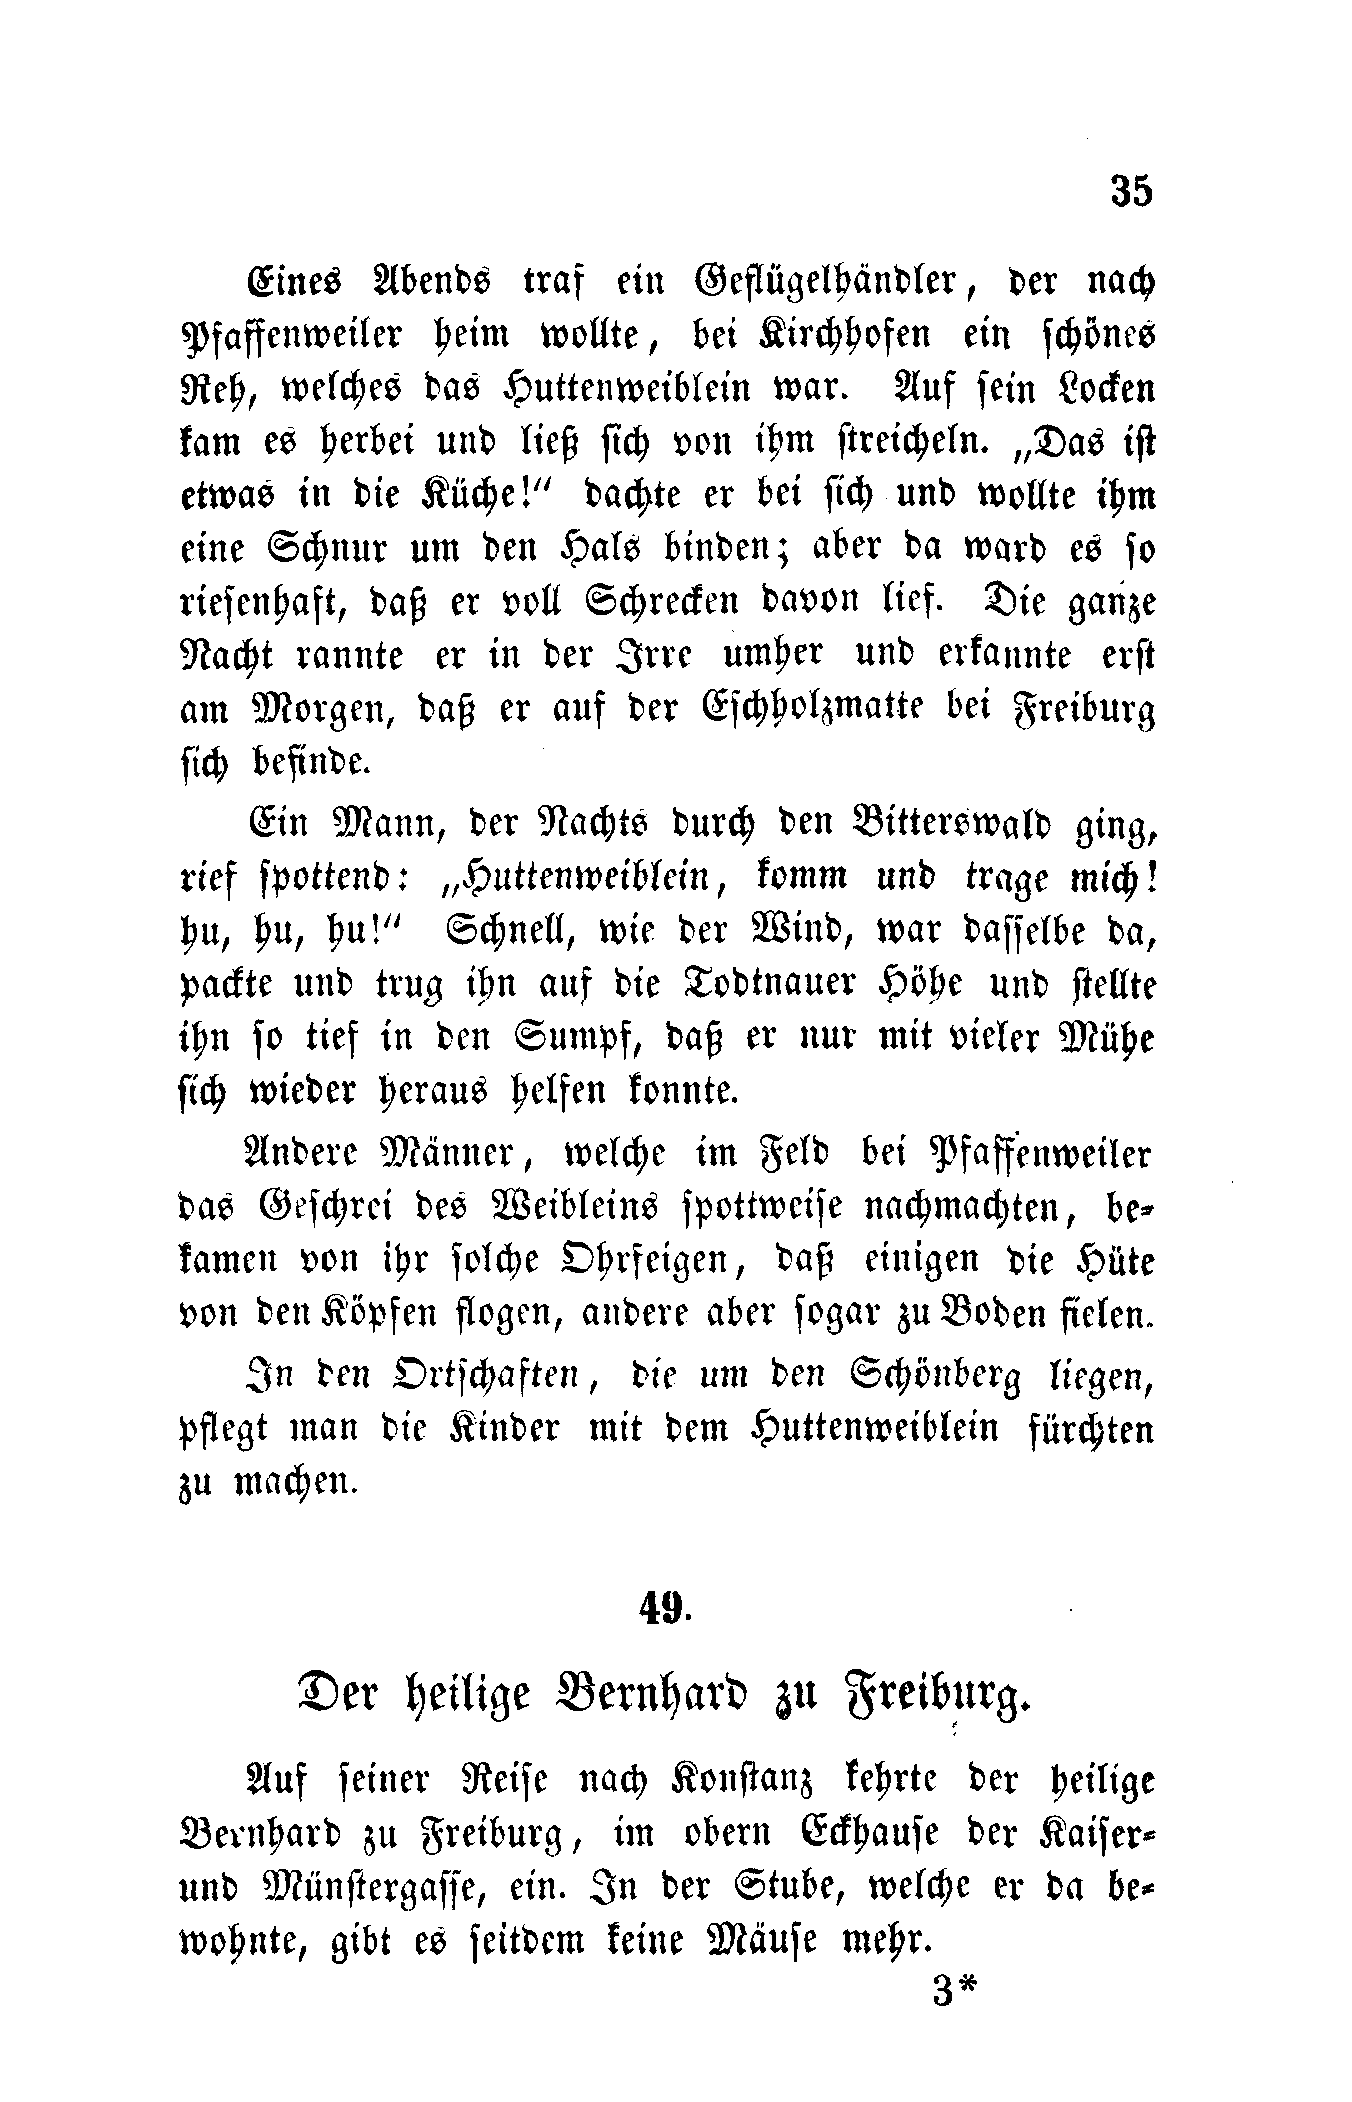 35
Eines Abends traf ein Geflügelhändler, der nach
Pfaffenweiler heim wollte, bei Kirchhofen ein schönes
Reh, welches das Huttenweiblein war. Auf sein Locken
kam es herbei und ließ sich von ihm streicheln. „Das ist
etwas in die Küche!“ dachte er bei sich und wollte ihm
eine Schnur um den Hals binden; aber da ward es so
riesenhaft, daß er voll Schrecken davon lief. Die ganze
Nacht rannte er in der Irre umher und erkannte erst
am Morgen, daß er auf der Eschholzmatte bei Freiburg
sich befinde.
Ein Mann, der Nachts durch den Bitterswald ging,
rief spottend: „Huttenweiblein, komm und trage mich!
hu, hu, hu!“ Schnell, wie der Wind, war dasselbe da,
packte und trug ihn auf die Todtnauer Höhe und stellte
ihn so tief in den Sumpf, daß er nur mit vieler Mühe
sich wieder heraus helfen konnte.
Andere Männer, welche im Feld bei Pfaffenweiler
das Geschrei des Weibleins spottweise nachmachten, be-
kamen von ihr solche Ohrfeigen, daß einigen die Hüte
von den Köpfen flogen, andere aber sogar zu Boden fielen.
In den Ortschaften, die um den Schönberg liegen,
pflegt man die Kinder mit dem Huttenweiblein fürchten
zu machen.
49.
Der heilige Bernhard zu Freiburg.
Auf seiner Reise nach Konstanz kehrte der heilige
Bernhard zu Freiburg, im obern Eckhause der Kaiser-
und Münstergasse, ein. In der Stube, welche er da be-
wohnte, gibt es seitdem keine Mäuse mehr.
3*